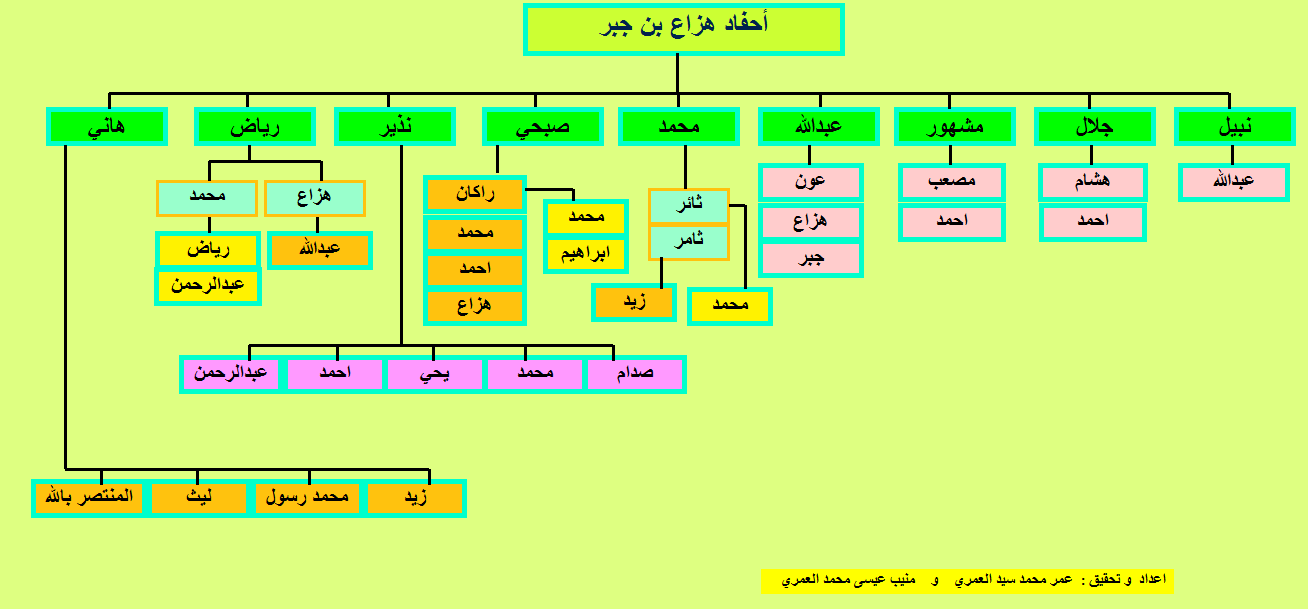 أحفاد هزاع بن جبر
نبيل
جلال
مشهور
عبدالله
محمد
صبحي
نذير
رياض
هاني
عبدالله
هشام
احمد
مصعب
احمد
عون
هزاع
جبر
ثائر
ثامر
زيد
محمد
راكان
محمد
احمد
هزاع
محمد
ابراهيم
هزاع
محمد
عبدالله
رياض
عبدالرحمن
صدام
محمد
يحي
احمد
عبدالرحمن
زيد
محمد رسول
ليث
المنتصر بالله
اعداد و تحقيق : عمر محمد سيد العمري و منيب عيسى محمد العمري